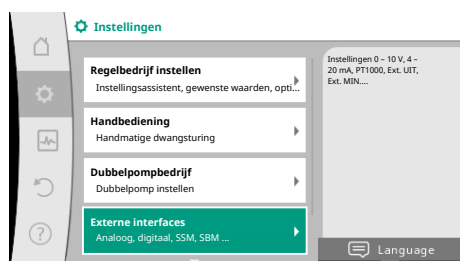 Instellingen
Regelbedrijf instellen
Instellingsassistent, gewenste waarden, opti...
Handbediening
Handmatige dwangsturing
Dubbelpompbedrijf
Dubbelpomp instellen
Externe interfaces
Analoog, digitaal, SSM, SBM ...
Instellingen 0 – 10 V, 4 –
20 mA, PT1000, Ext. UIT,
Ext. MIN....
Language